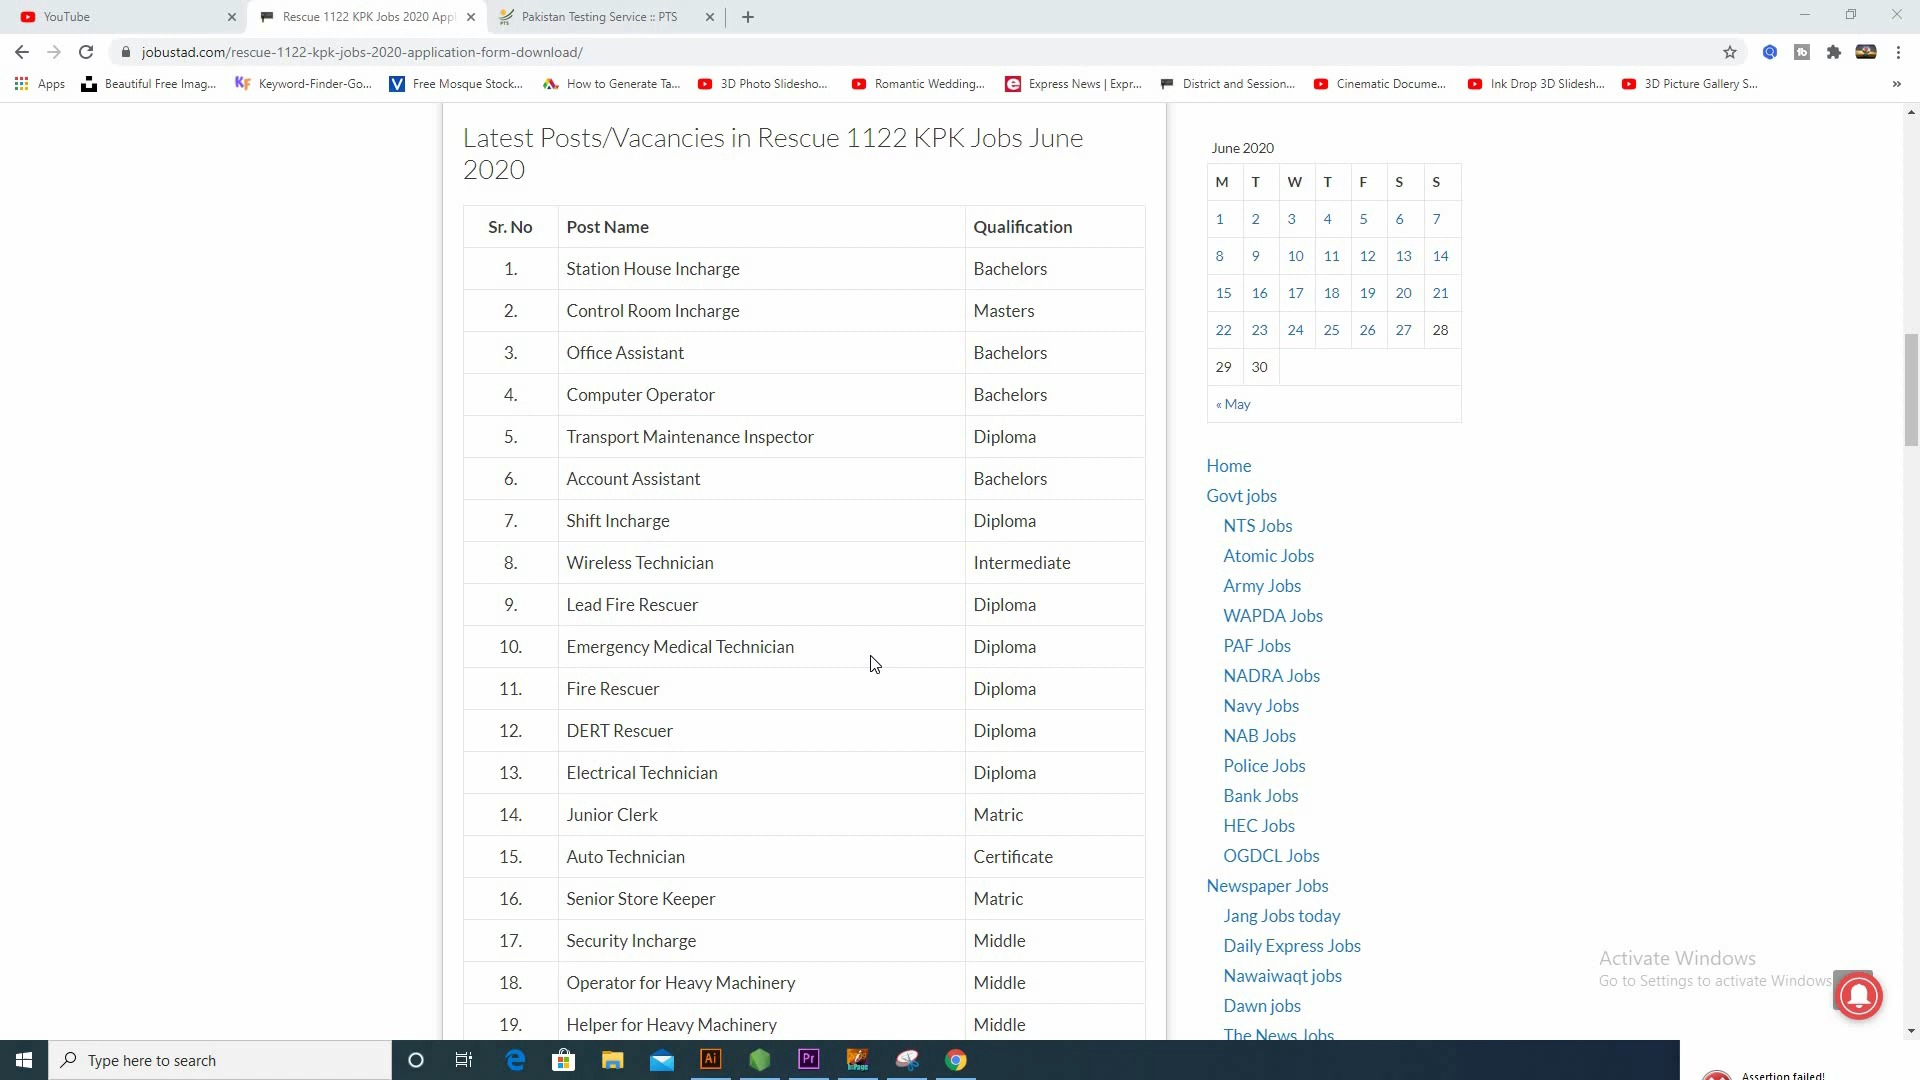 YouTube
Rescue 1122 KPK Jobs 2020 Appl
Pakistan Testing Service :: PTS
jobustad.com/rescue-1122-kpk-jobs-2020-application-form-download/
Apps
Beautiful Free Imag...
Keyword-Finder-Go...
Free Mosque Stock...
How to Generate Ta...
3D Photo Slidesho...
Romantic Wedding...
Express News | Expr...
District and Session...
Cinematic Docume...
Ink Drop 3D Slidesh...
3D Picture Gallery S...
»
Latest Posts/Vacancies in Rescue 1122 KPK Jobs June
2020
Sr. No Post Name Qualification
1. Station House Incharge Bachelors
2. Control Room Incharge Masters
3. Office Assistant Bachelors
4. Computer Operator Bachelors
5. Transport Maintenance Inspector Diploma
6. Account Assistant Bachelors
7. Shift Incharge Diploma
8. Wireless Technician Intermediate
9. Lead Fire Rescuer Diploma
10. Emergency Medical Technician Diploma
11. Fire Rescuer Diploma
12. DERT Rescuer Diploma
13. Electrical Technician Diploma
14. Junior Clerk Matric
15. Auto Technician Certificate
16. Senior Store Keeper Matric
17. Security Incharge Middle
18. Operator for Heavy Machinery Middle
19. Helper for Heavy Machinery Middle
June 2020
M T W T F S S
1 2 3 4 5 6 7
8 9 10 11 12 13 14
15 16 17 18 19 20 21
22 23 24 25 26 27 28
29 30
« May
Home
Govt jobs
NTS Jobs
Atomic Jobs
Army Jobs
WAPDA Jobs
PAF Jobs
NADRA Jobs
Navy Jobs
NAB Jobs
Police Jobs
Bank Jobs
HEC Jobs
OGDCL Jobs
Newspaper Jobs
Jang Jobs today
Daily Express Jobs
Nawaiwaqt jobs
Dawn jobs
The News Jobs
Activate Windows
Go to Settings to activate Windows
Type here to search
Ai
Pr
Assertion failed!